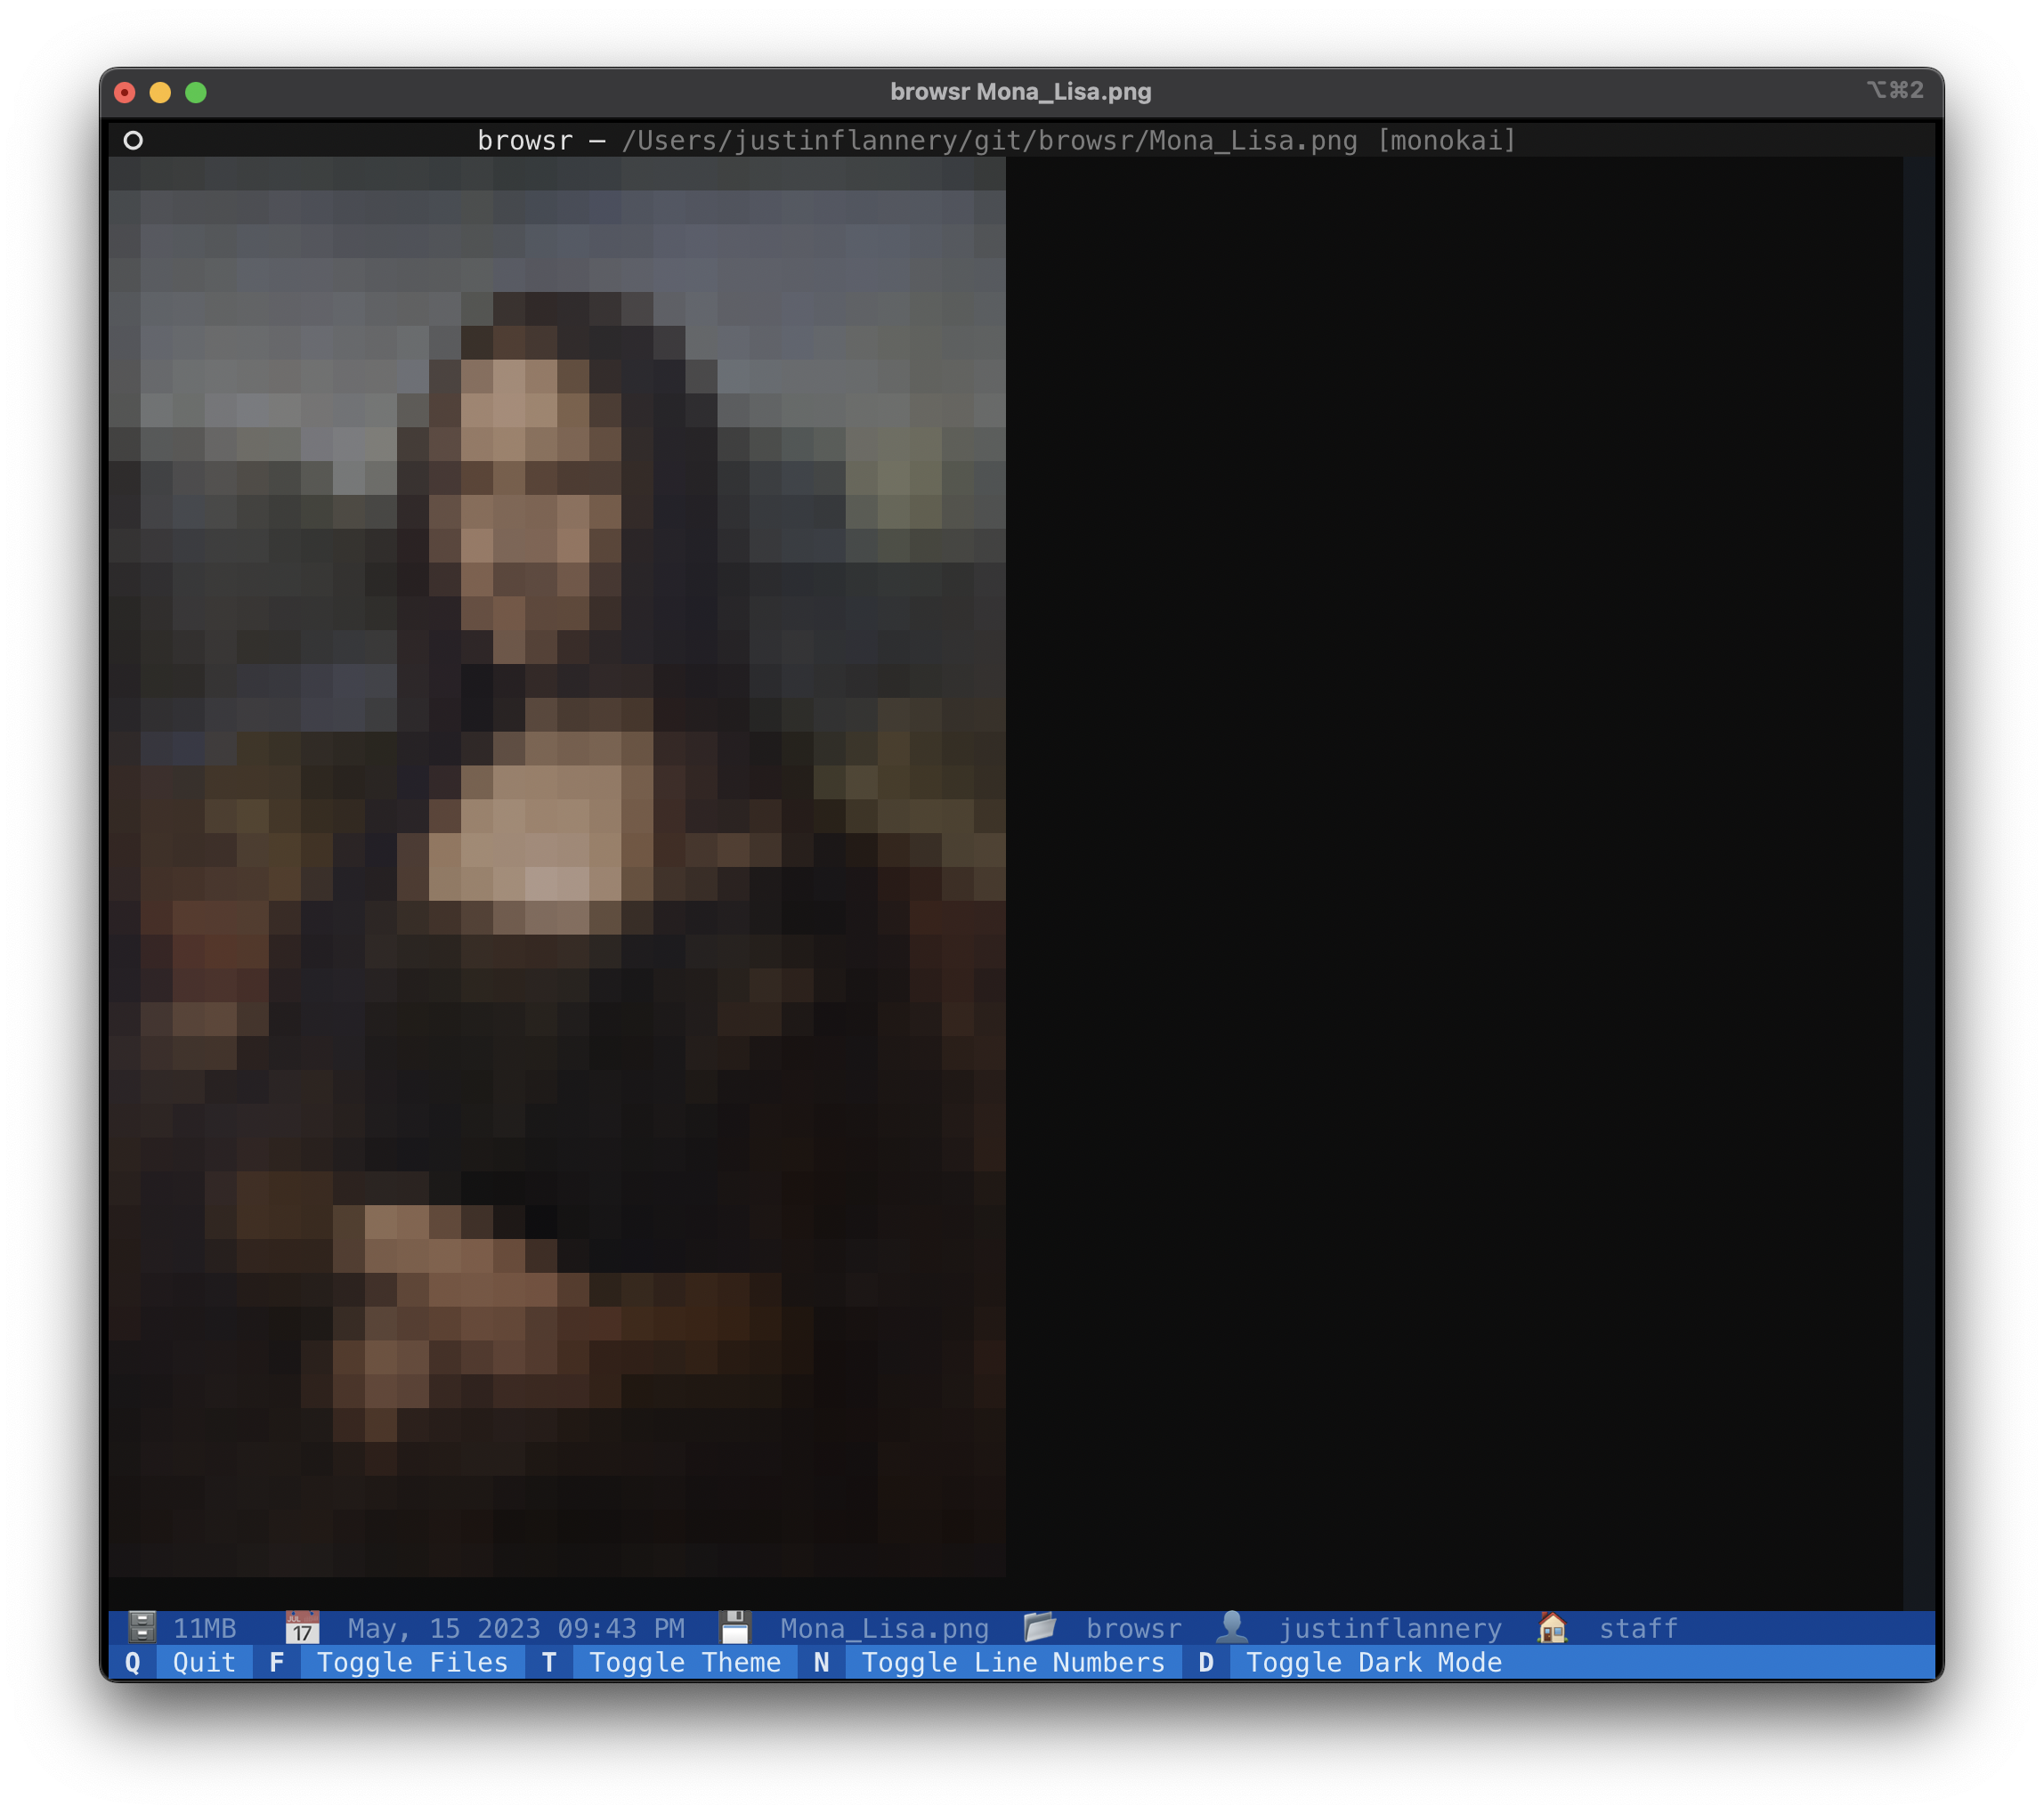 browsr Mona_Lisa.png ⌥⌘2
browsr — /Users/justinflannery/git/browsr/Mona_Lisa.png [monokai]
11MB JUL 17 May, 15 2023 09:43 PM Mona_Lisa.png browsr justinflannery staff
Q Quit F Toggle Files T Toggle Theme N Toggle Line Numbers D Toggle Dark Mode